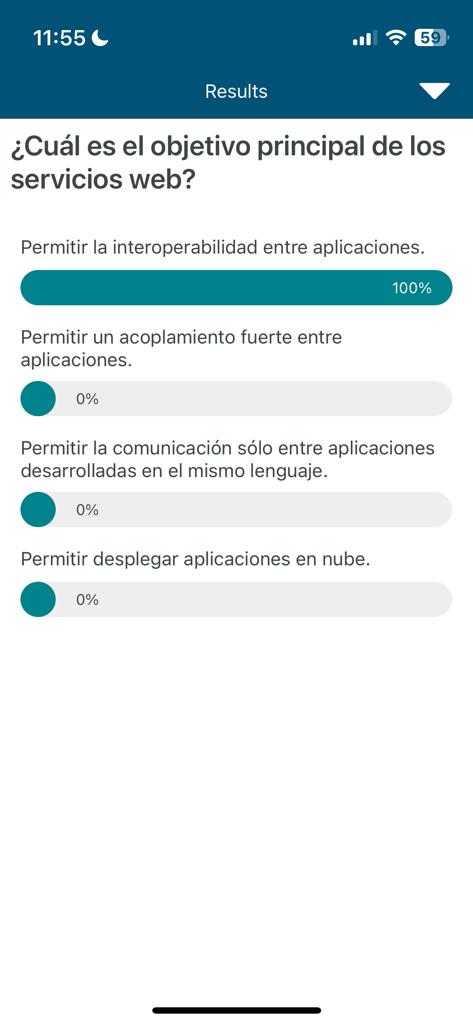 11:55
59
Results
¿Cuál es el objetivo principal de los
servicios web?
Permitir la interoperabilidad entre aplicaciones.
100%
Permitir un acoplamiento fuerte entre
aplicaciones.
0%
Permitir la comunicación sólo entre aplicaciones
desarrolladas en el mismo lenguaje.
0%
Permitir desplegar aplicaciones en nube.
0%